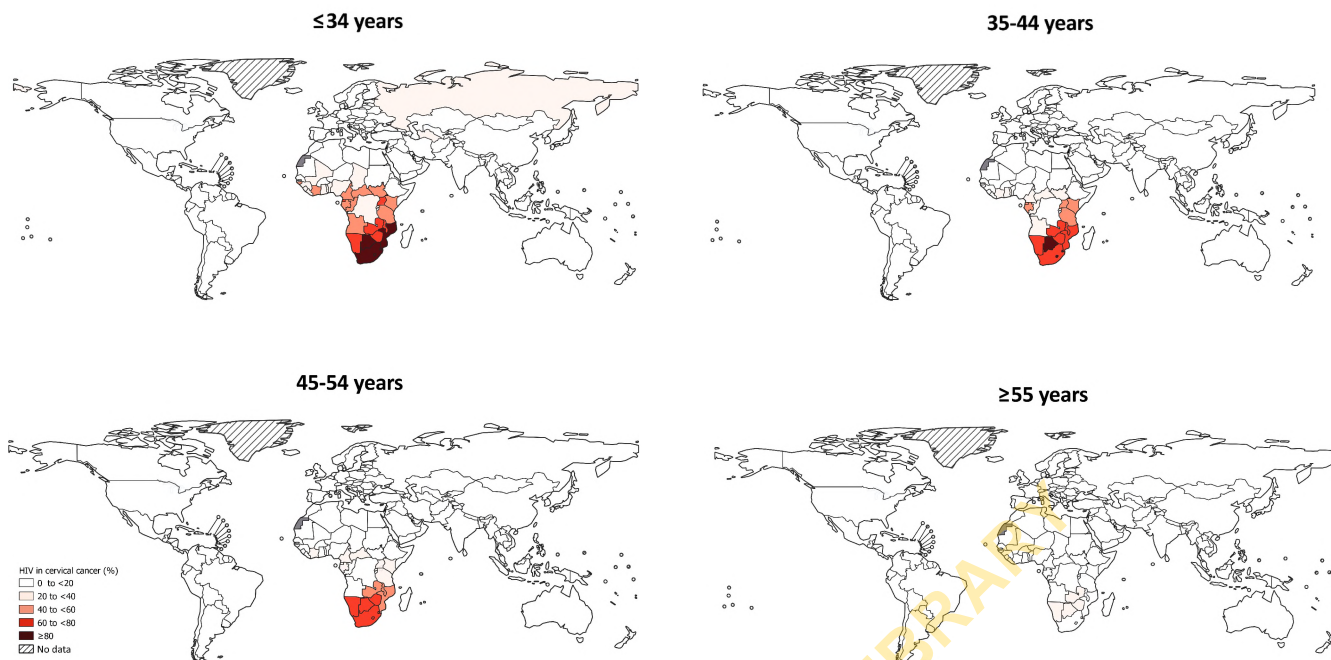 ≤34 years
35-44 years
45-54 years
≥55 years
HIV in cervical cancer (%)
0 to <20
20 to <40
40 to <60
60 to <80
≥80
No data
IBRARY